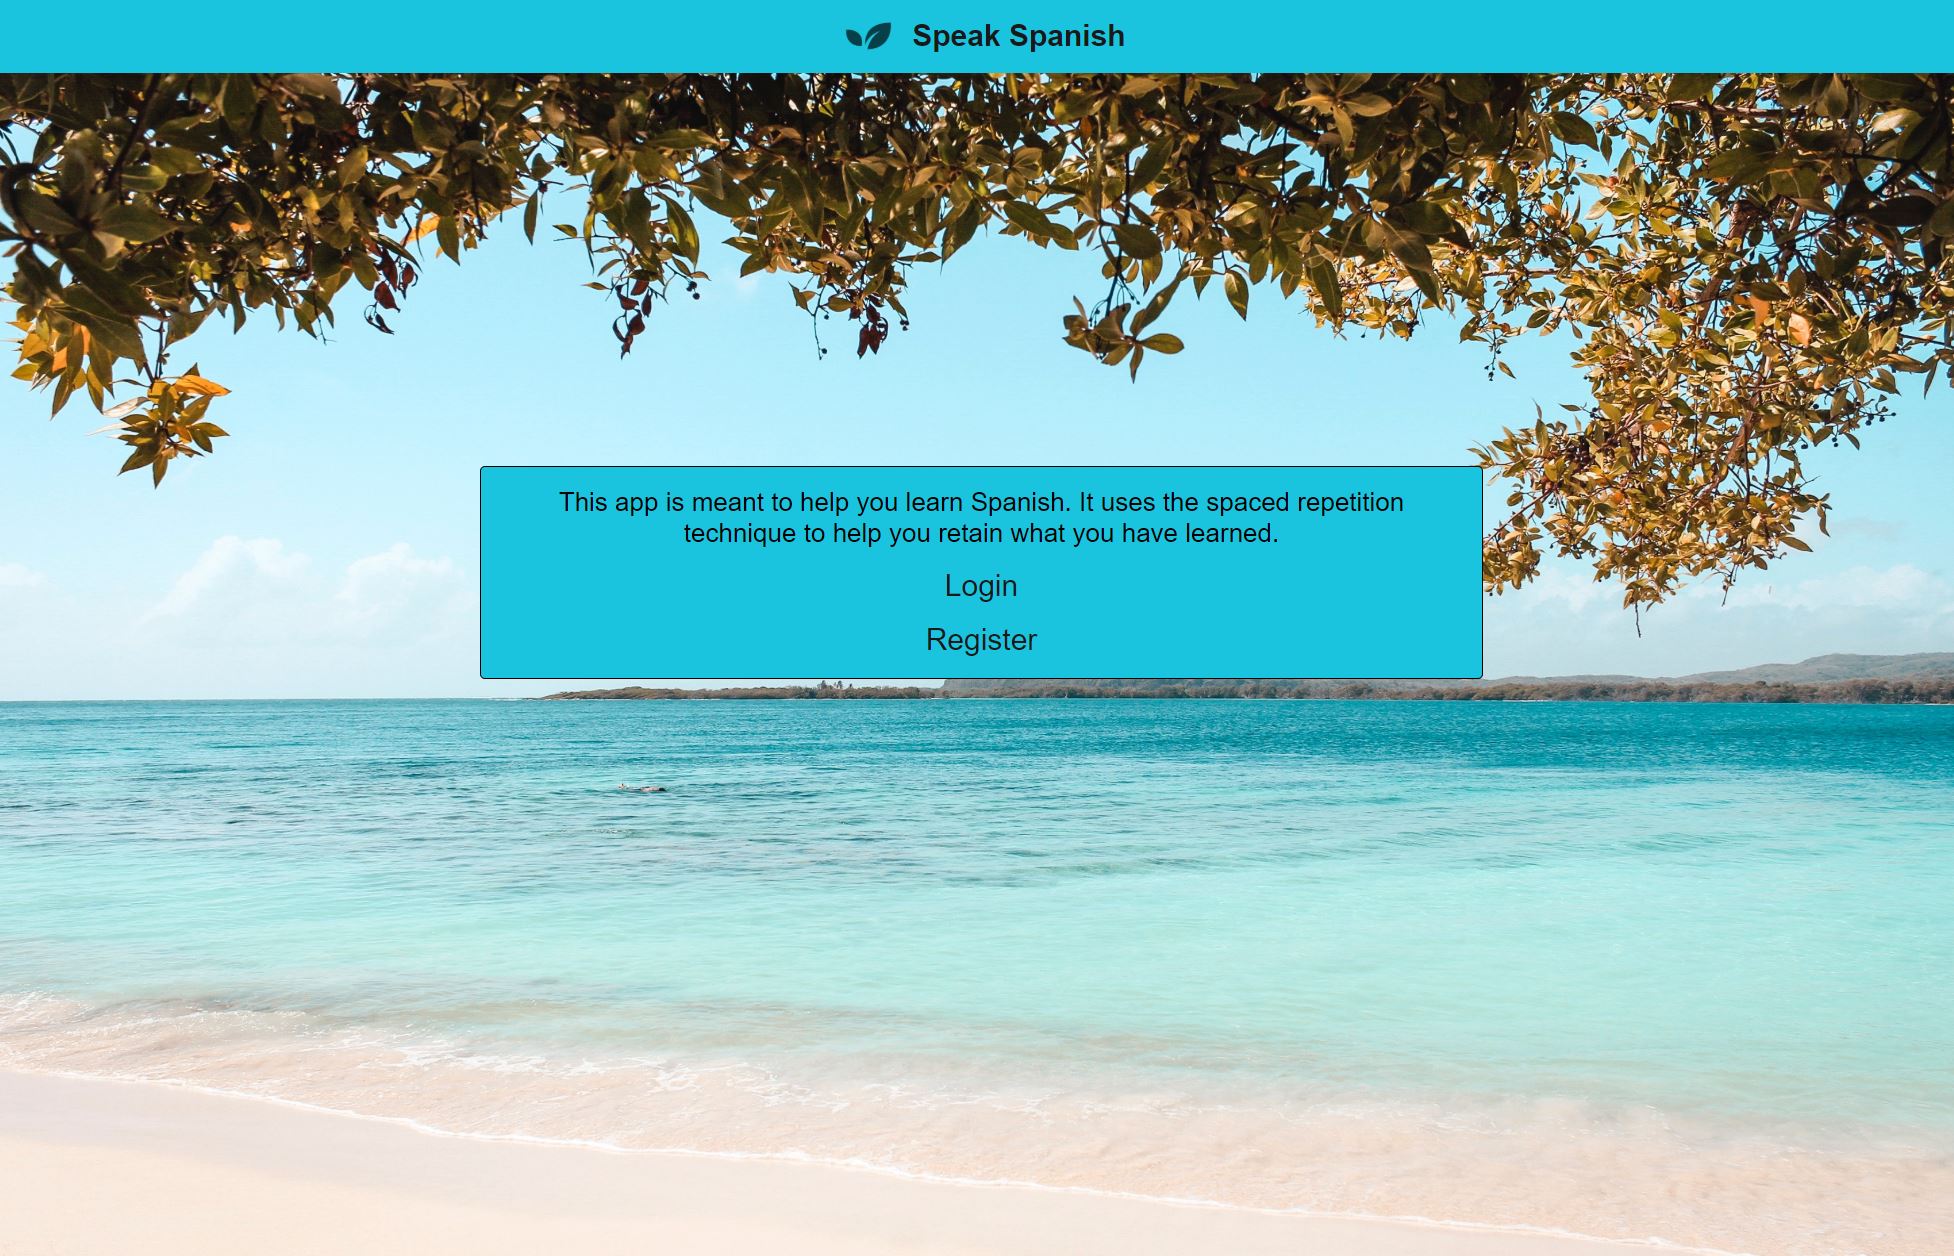 Speak Spanish
This app is meant to help you learn Spanish. It uses the spaced repetition
technique to help you retain what you have learned.
Login
Register